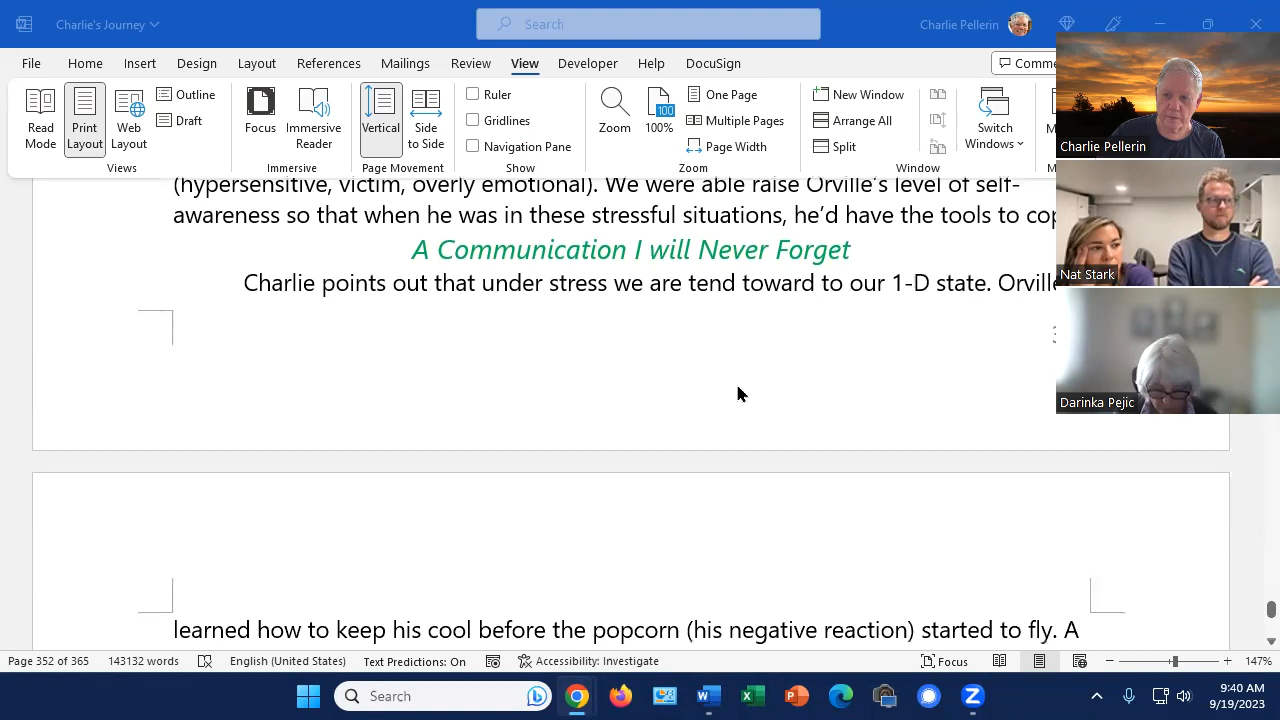 Charlie's Journey
Search
Charlie Pellerin
File Home Insert Design Layout References Mailings Review View Developer Help DocuSign
Comme
Read Mode
Print Layout
Web Layout
Outline
Draft
Views
Focus
Immersive Reader
Immersive
Vertical
Side to Side
Page Movement
Ruler
Gridlines
Navigation Pane
Show
Zoom
100
100%
One Page
Multiple Pages
Page Width
Zoom
New Window
Arrange All
Split
Switch Windows
Window
M
Charlie Pellerin
Nat Stark
Darinka Pejic
(hypersensitive, victim, overly emotional). We were able raise Orville's level of self-
awareness so that when he was in these stressful situations, he'd have the tools to cop
A Communication I will Never Forget
Charlie points out that under stress we are tend toward to our 1-D state. Orville
3
learned how to keep his cool before the popcorn (his negative reaction) started to fly. A
Page 352 of 365 143132 words English (United States) Text Predictions: On Accessibility: Investigate Focus 147%
Search
9:40 AM
9/19/2023